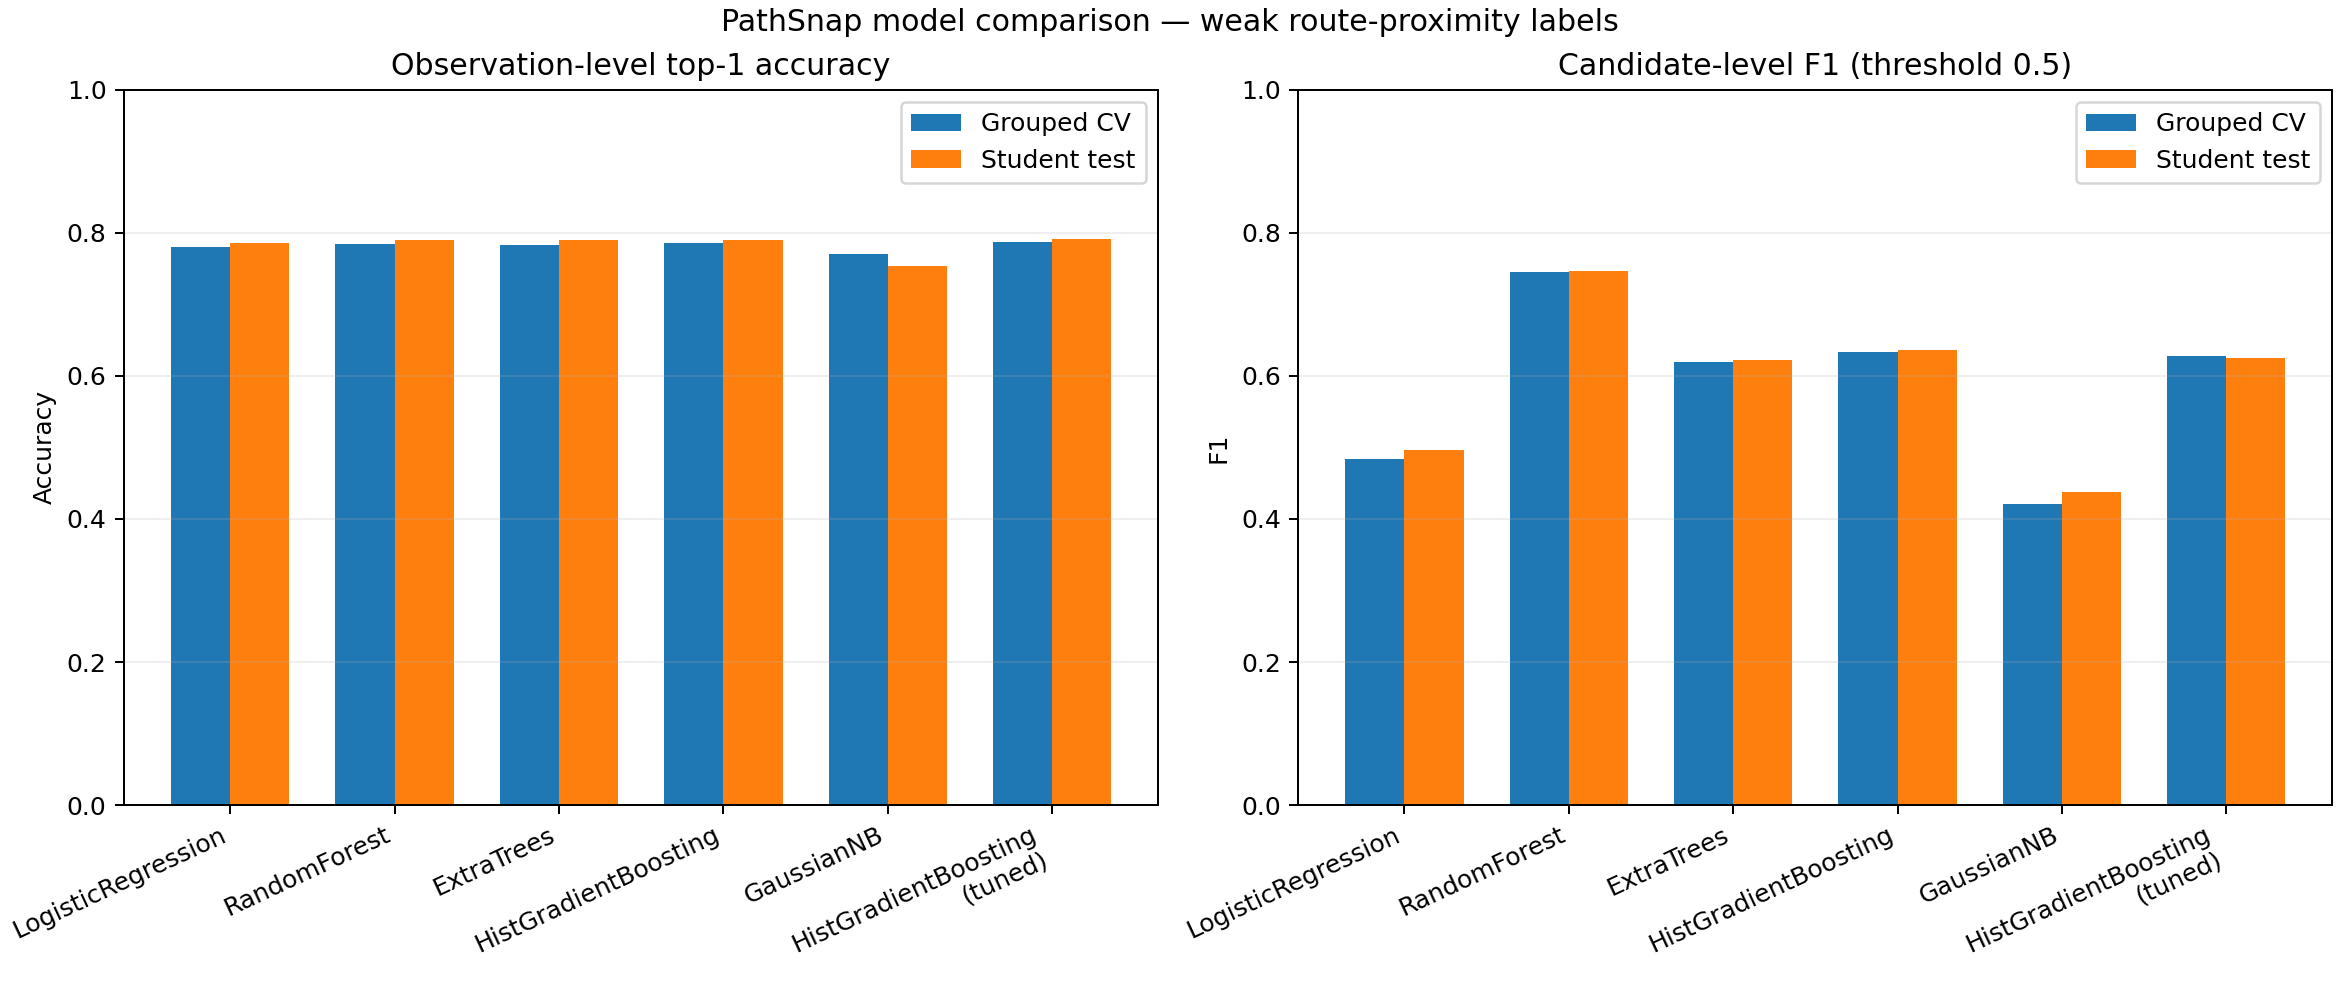 PathSnap model comparison — weak route-proximity labels
Observation-level top-1 accuracy
Grouped CV
Student test
Accuracy
1.0
0.8
0.6
0.4
0.2
0.0
LogisticRegression
RandomForest
ExtraTrees
HistGradientBoosting
GaussianNB
HistGradientBoosting
(tuned)
Candidate-level F1 (threshold 0.5)
Grouped CV
Student test
F1
1.0
0.8
0.6
0.4
0.2
0.0
LogisticRegression
RandomForest
ExtraTrees
HistGradientBoosting
GaussianNB
HistGradientBoosting
(tuned)